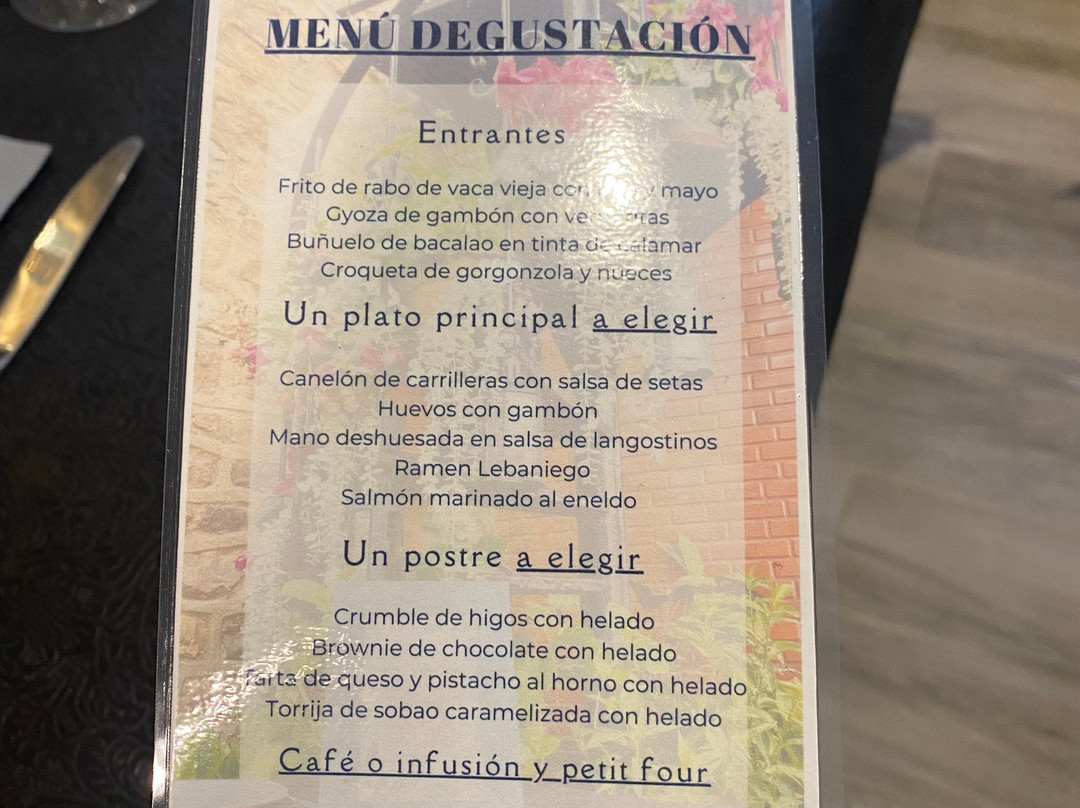 MENÚ DEGUSTACIÓN
Entrantes
Frito de rabo de vaca vieja con y mayo
Gyoza de gambón con
Buñuelo de bacalao en tinta de calamar
Croqueta de gorgonzola y nueces
Un plato principal a elegir
Canelón de carrilleras con salsa de setas
Huevos con gambón
Mano deshuesada en salsa de langostinos
Ramen Lebaniego
Salmón marinado al eneldo
Un postre a elegir
Crumble de higos con helado
Brownie de chocolate con helado
Tarta de queso y pistacho al horno con helado
Torrija de sobao caramelizada con helado
Café o infusión y petit four